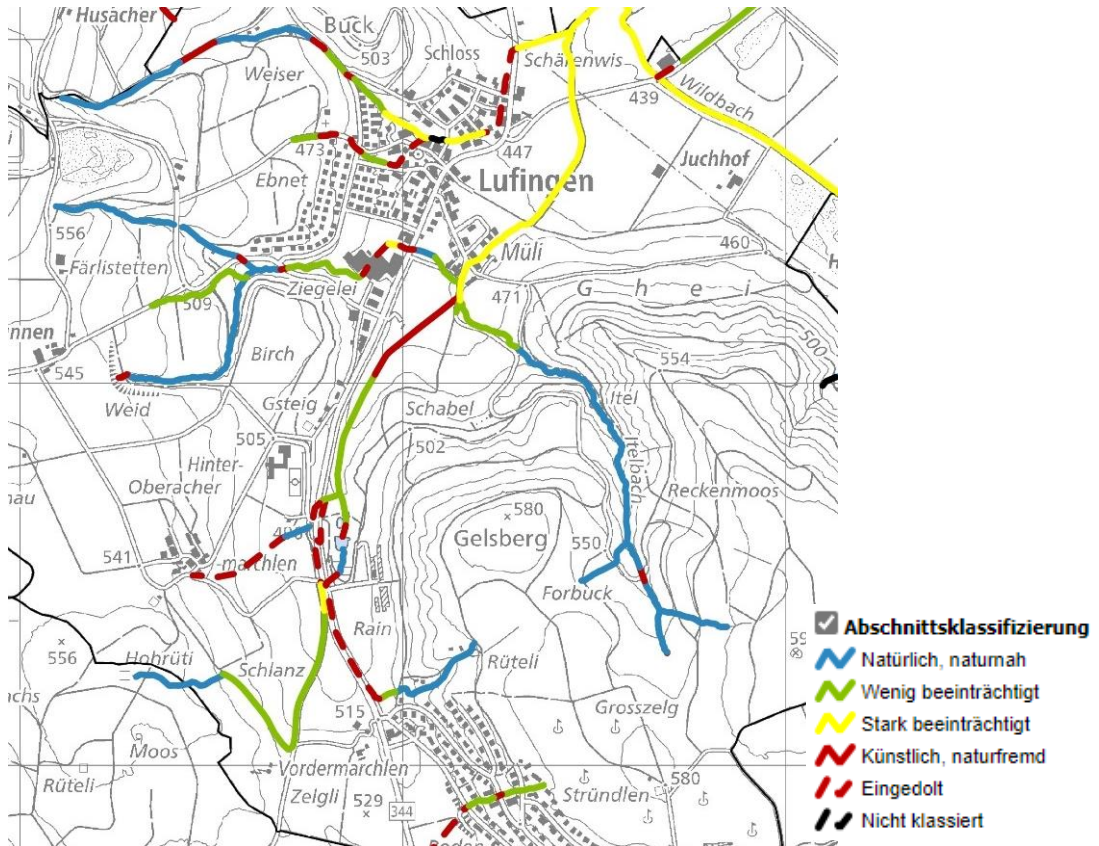 Husacher
Buck
503
Schloss
Weiser
Schärenwis
439
Wildbach
473
447
Juchhof
Lufingen
Ebnet
556
460
Müli
Färlistetten
Ziegelei
471
Ghei
509
nnen
Birch
500
545
554
Weid
Gsteig
Schabel
Itel
505
502
Hinter-
Oberacher
Itelbach
Reckenmoos
580
Gelsberg
550
541
-marchlen
Forbuck
Rain
556
Hohrüti
Schlanz
Rüteli
59
515
Grosszelg
Moos
Vordermarchlen
Rüteli
Zelgli
529
344
Stründlen
580
Abschnittsklassifizierung
Natürlich, naturnah
Wenig beeinträchtigt
Stark beeinträchtigt
Künstlich, naturfremd
Eingedolt
Nicht klassiert